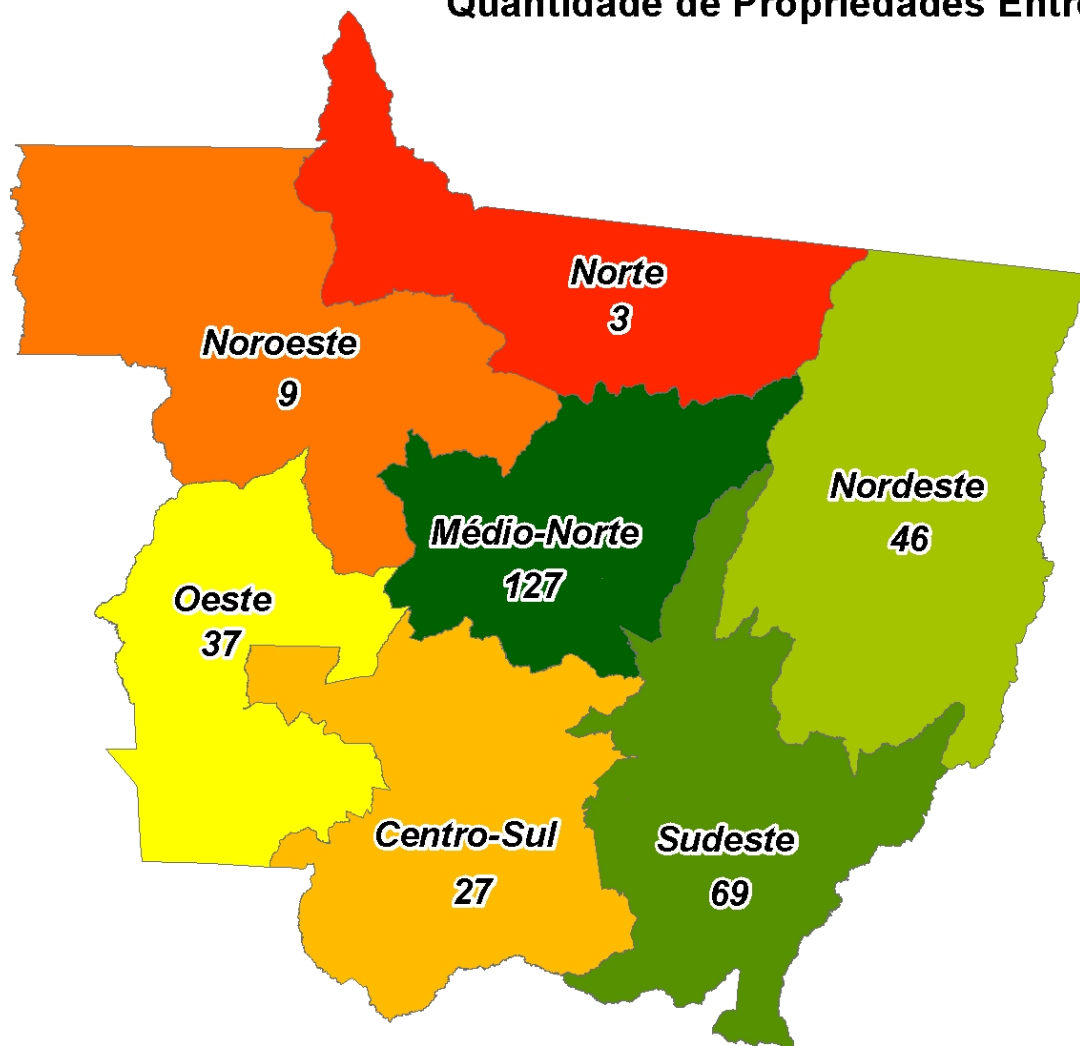 Quantidade de Propriedades
Norte
3
Noroeste
9
Nordeste
46
Médio-Norte
127
Oeste
37
Centro-Sul
27
Sudeste
69